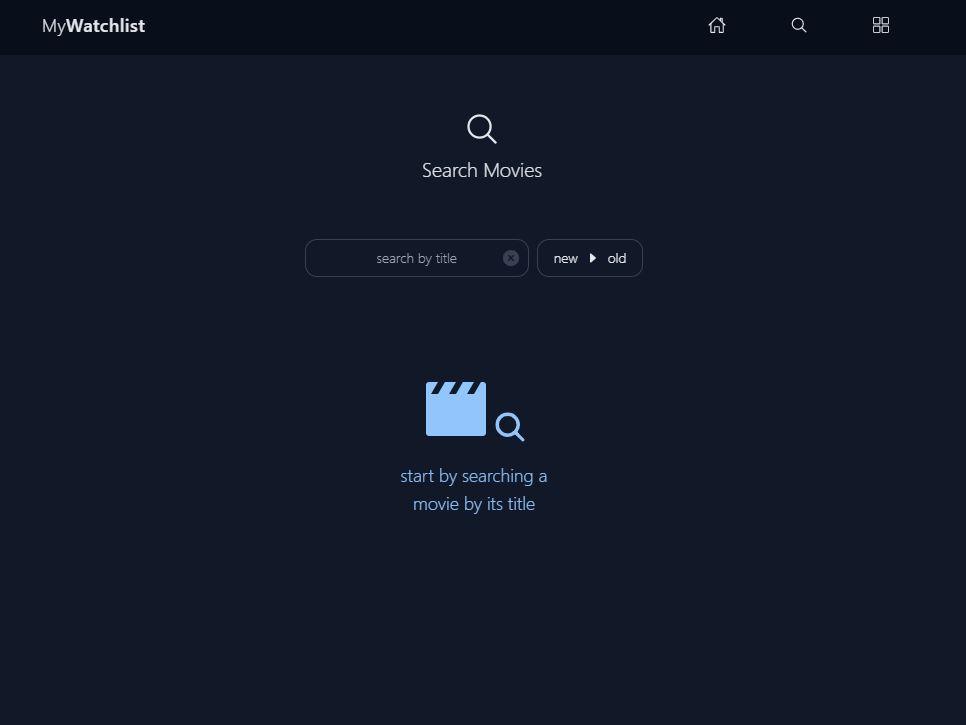 MyWatchlist
Search Movies
search by title
new old
start by searching a
movie by its title